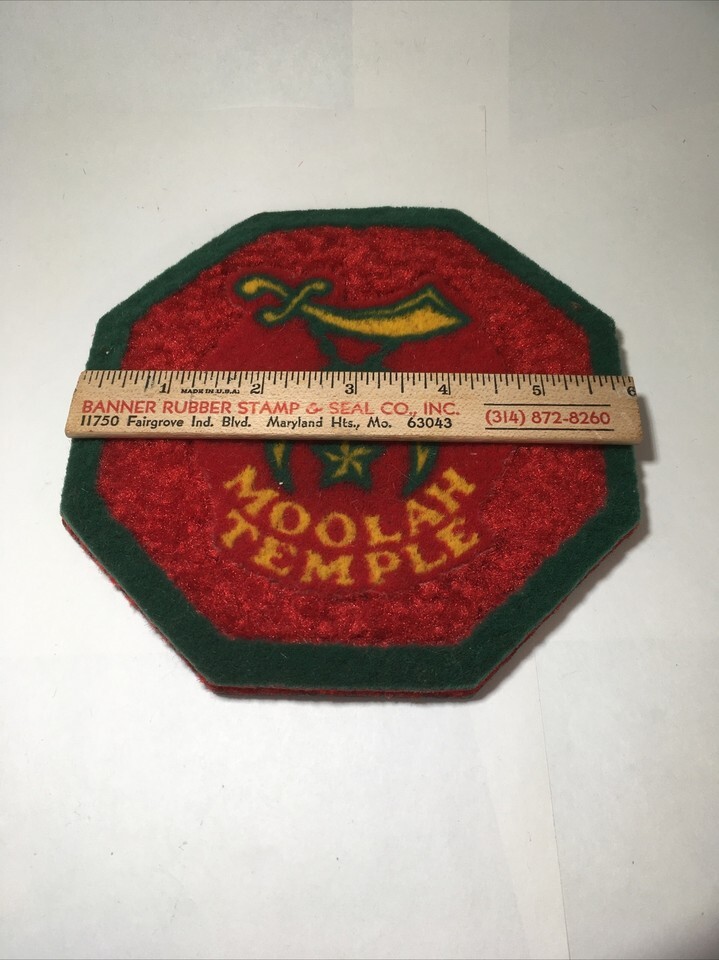 1 MADE IN U.S.A. 2 3 4 5 6
BANNER RUBBER STAMP & SEAL CO., INC. (314) 872-8260
11750 Fairgrove Ind. Blvd. Maryland Hts., Mo. 63043
MOOLAH
TEMPLE